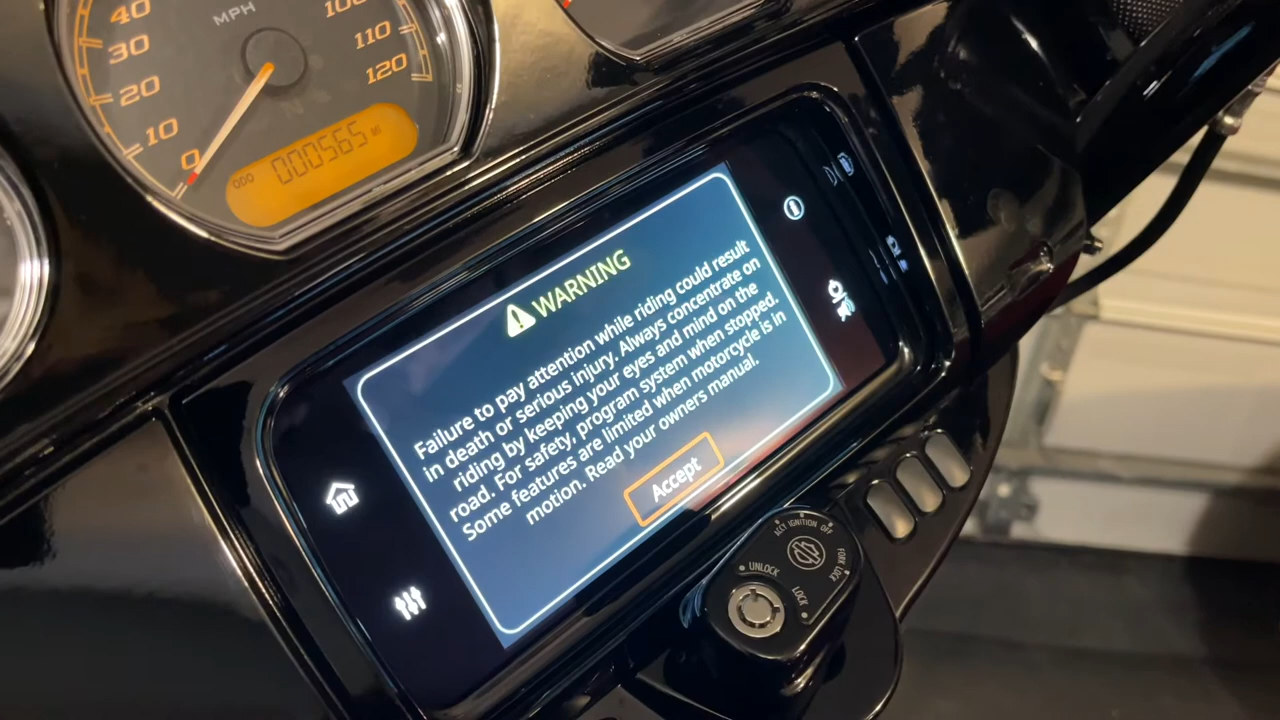 40
30
20
10
0
MPH
100
110
120
ODO 000565 MI
WARNING
Failure to pay attention while riding could result
in death or serious injury. Always concentrate on
riding by keeping your eyes and mind on the
road. For safety, program system when stopped.
Some features are limited when motorcycle is in
motion. Read your owners manual.
Accept
ACCY IGNITION OFF
FORK LOCK
UNLOCK
LOCK